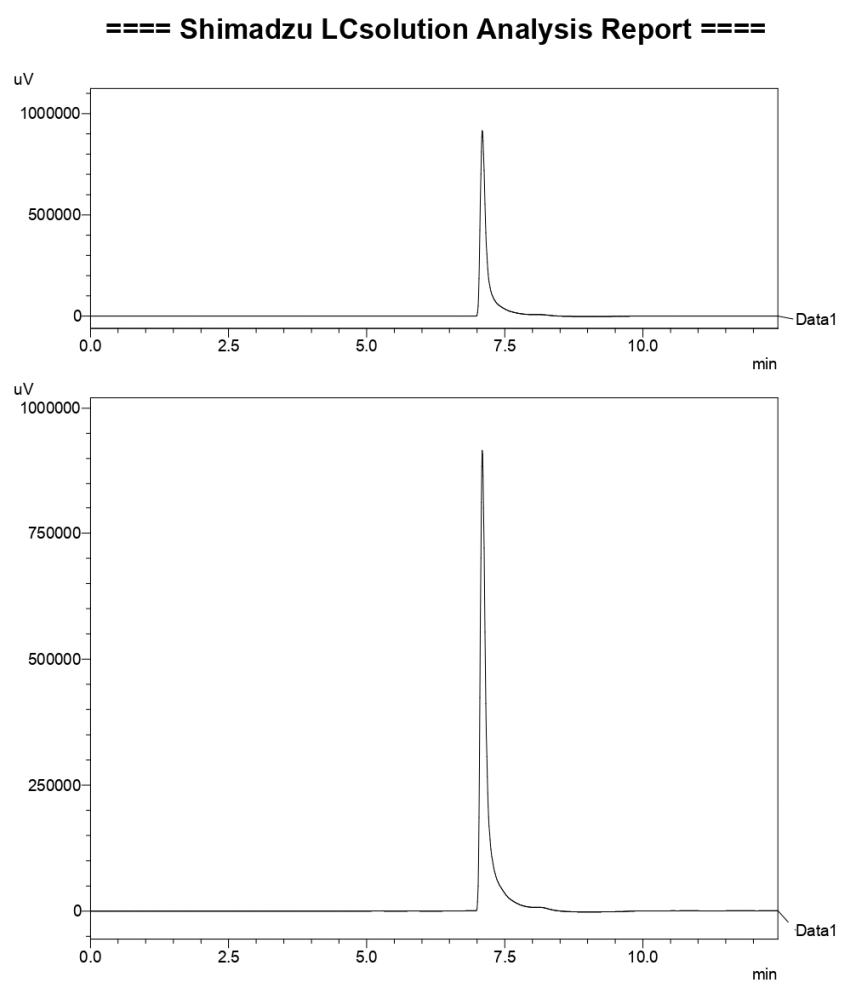 ==== Shimadzu LCsolution Analysis Report ====
uV
1000000
500000
0
Data1
0.0 2.5 5.0 7.5 10.0
min
uV
1000000
750000
500000
250000
0
Data1
0.0 2.5 5.0 7.5 10.0
min